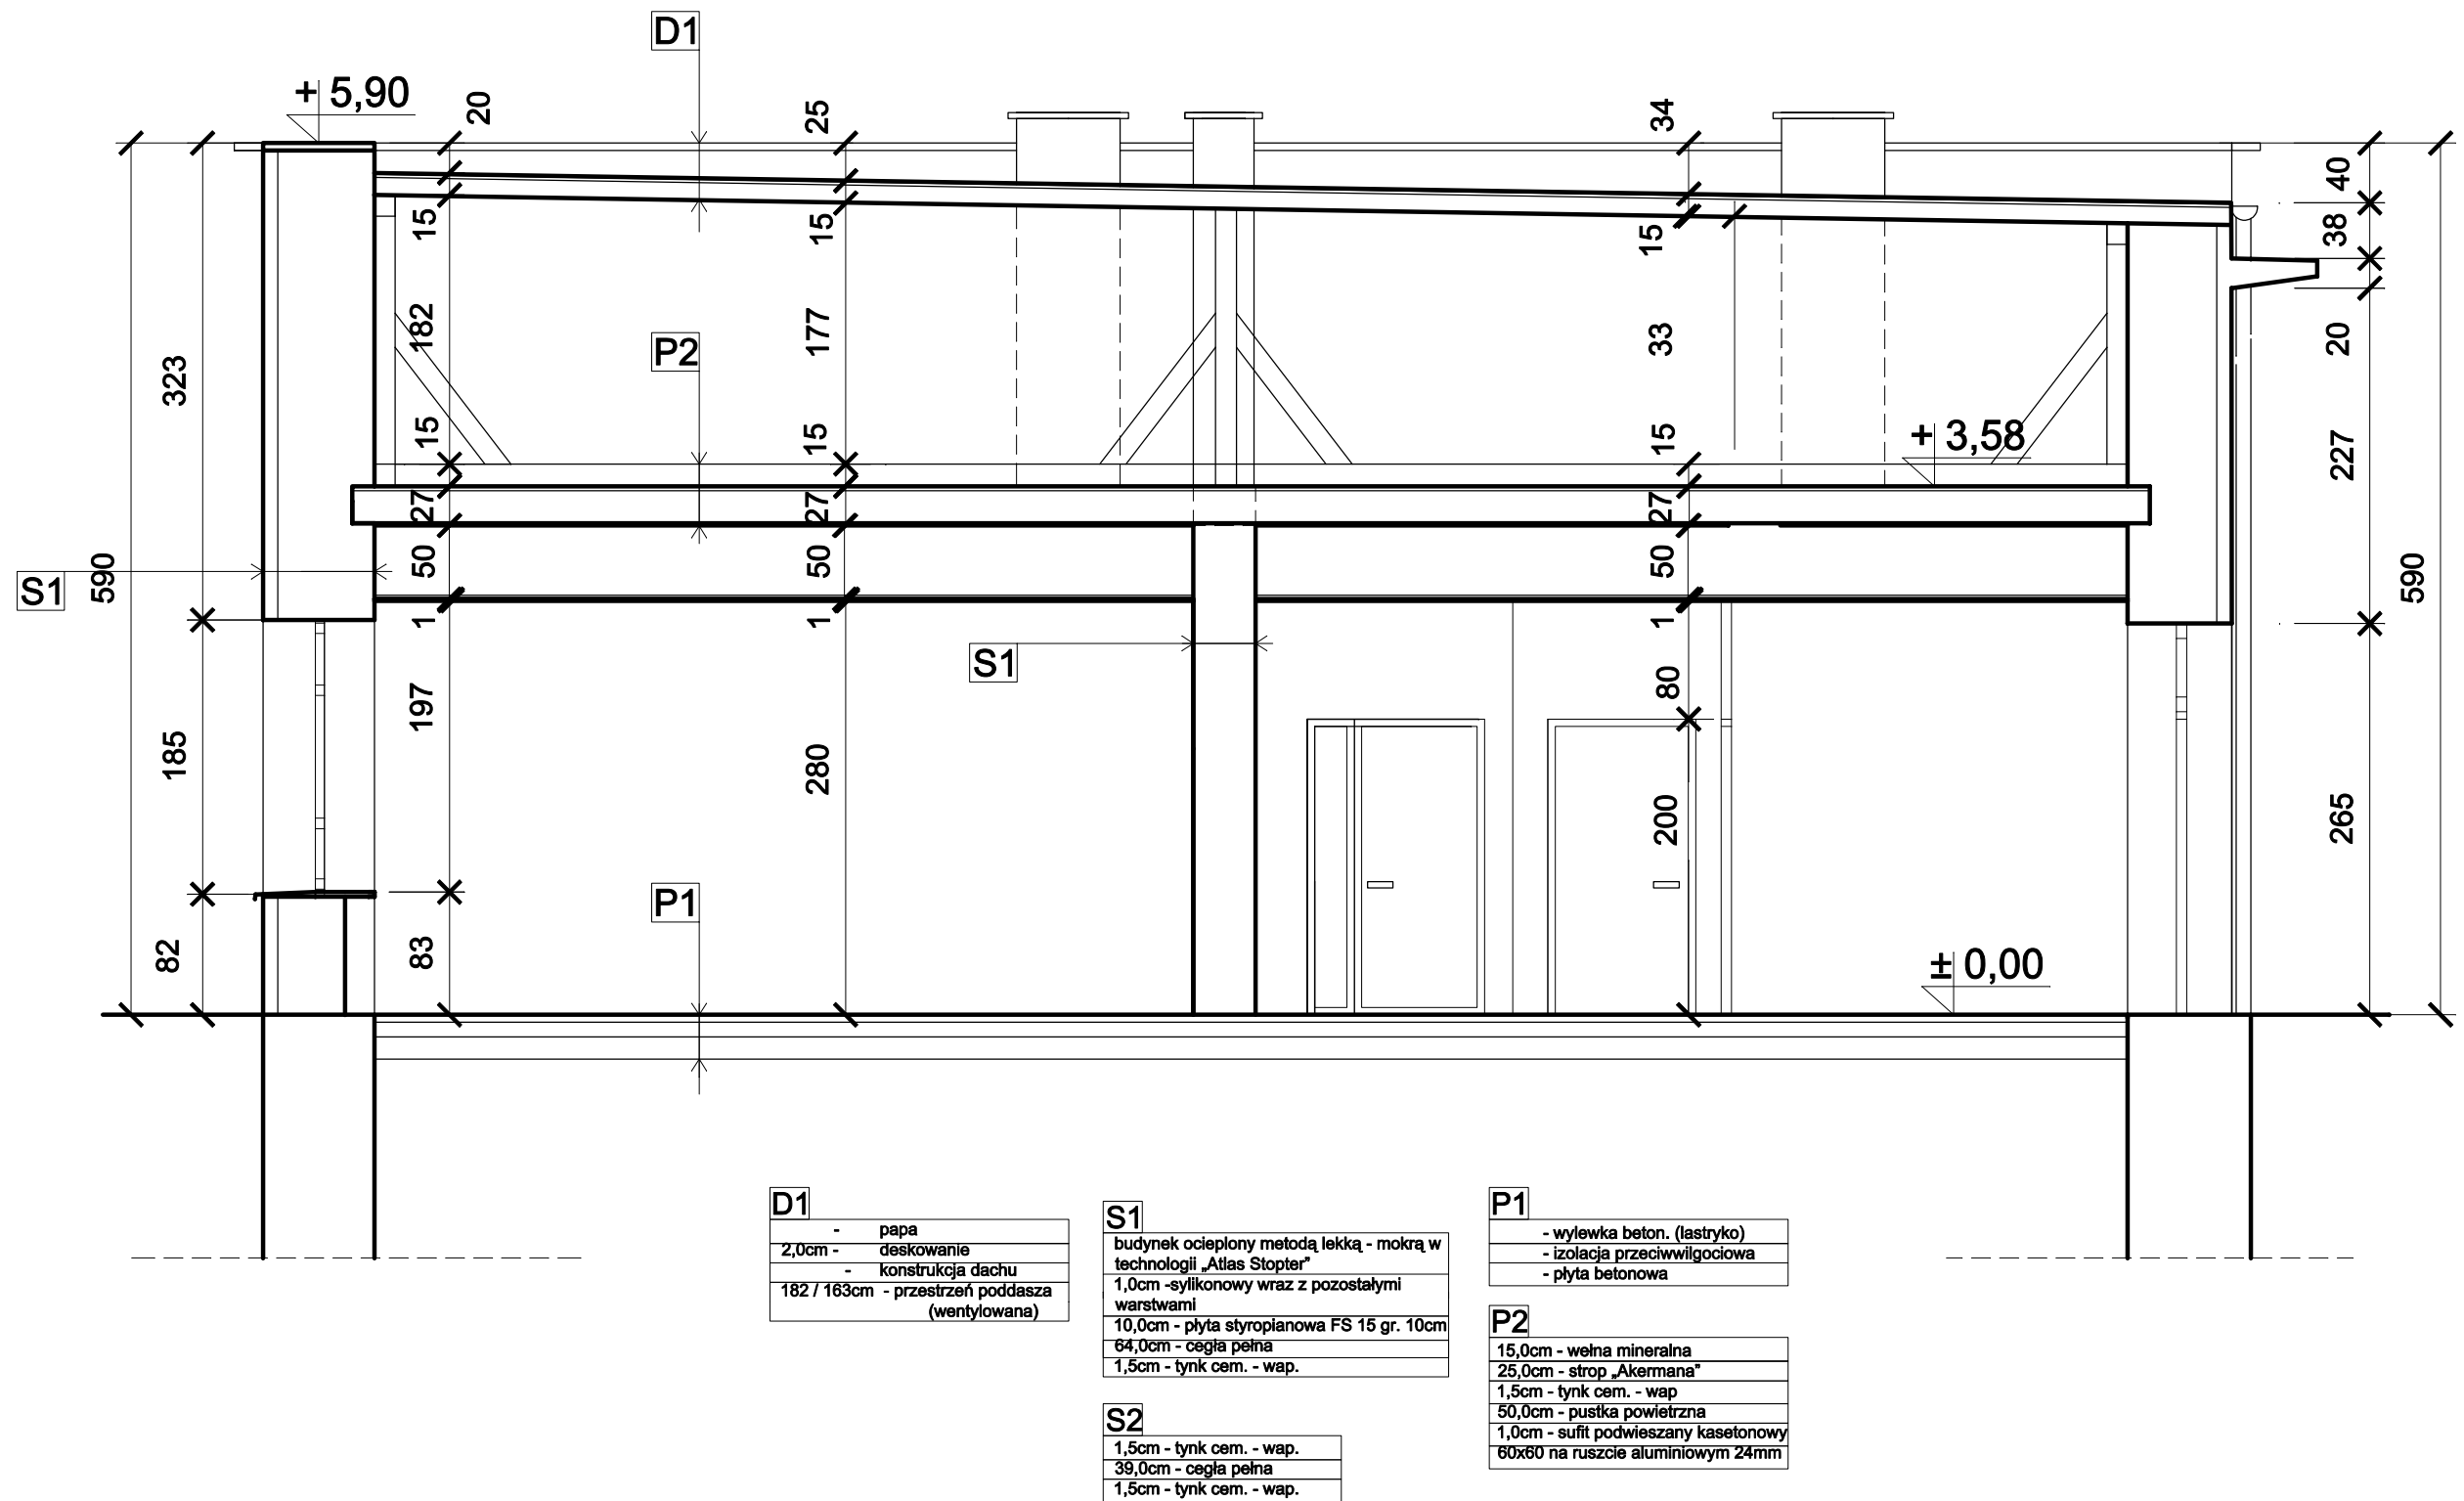 D1
+ 5,90
20
25
34
40
15
15
15
38
323
182
P2
177
33
20
15
15
15
+ 3,58
227
27
27
27
590
S1
50
50
50
590
1
1
1
S1
197
80
185
280
200
265
P1
82
83
± 0,00
D1
- papa
2,0cm - deskowanie
- konstrukcja dachu
182 / 163cm - przestrzeń poddasza
(wentylowana)
S1
budynek ocieplony metodą lekką - mokrą w
technologii „Atlas Stopter”
1,0cm -sylikonowy wraz z pozostałymi
warstwami
10,0cm - płyta styropianowa FS 15 gr. 10cm
64,0cm - cegła pełna
1,5cm - tynk cem. - wap.
S2
1,5cm - tynk cem. - wap.
39,0cm - cegła pełna
1,5cm - tynk cem. - wap.
P1
- wylewka beton. (lastryko)
- izolacja przeciwwilgociowa
- płyta betonowa
P2
15,0cm - wełna mineralna
25,0cm - strop „Akermana”
1,5cm - tynk cem. - wap
50,0cm - pustka powietrzna
1,0cm - sufit podwieszany kasetonowy
60x60 na ruszcie aluminiowym 24mm